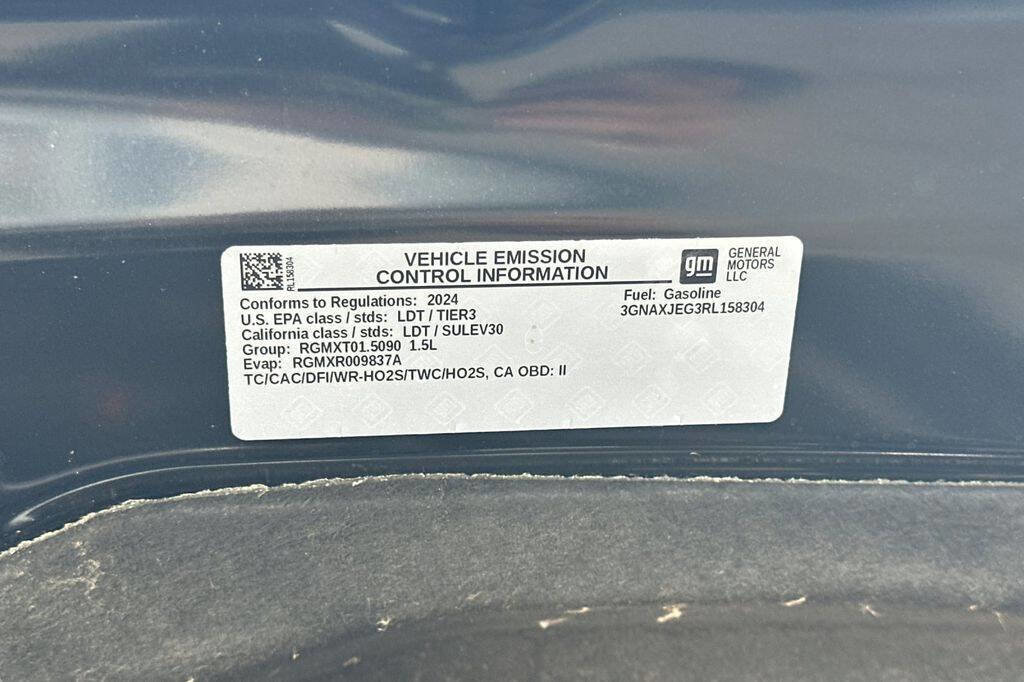 RL158304
VEHICLE EMISSION
CONTROL INFORMATION
gm
GENERAL
MOTORS
LLC
Conforms to Regulations: 2024
U.S. EPA class / stds: LDT / TIER3
California class / stds: LDT / SULEV30
Group: RGMXT01.5090 1.5L
Evap: RGMXR009837A
TC/CAC/DFI/WR-HO2S/TWC/HO2S, CA OBD: II
Fuel: Gasoline
3GNAXJEG3RL158304